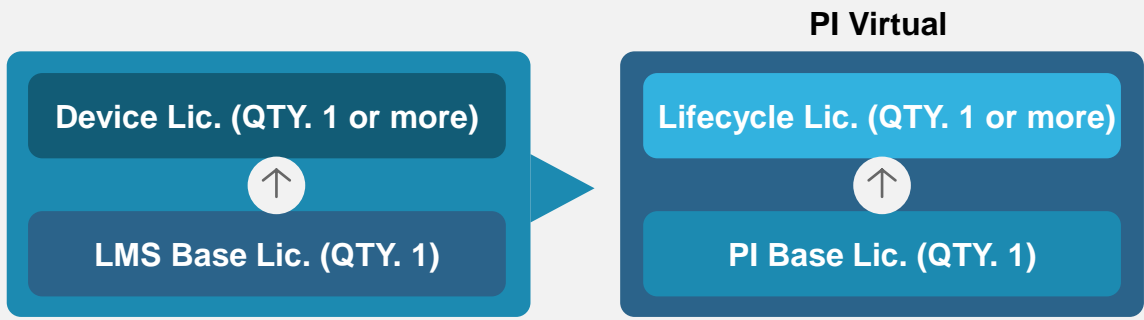 PI Virtual
Device Lic. (QTY. 1 or more)
LMS Base Lic. (QTY. 1)
Lifecycle Lic. (QTY. 1 or more)
PI Base Lic. (QTY. 1)